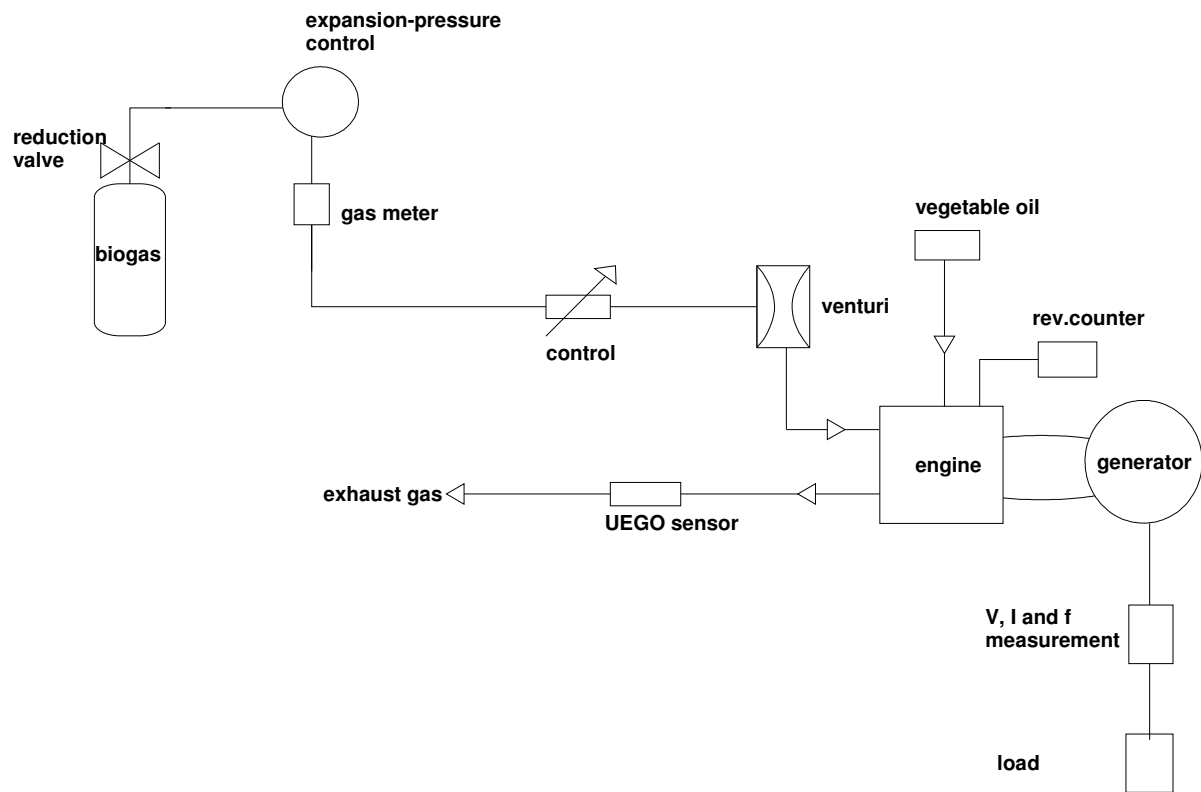 expansion-pressure
control
reduction
valve
biogas
gas meter
vegetable oil
venturi
rev.counter
control
engine
generator
exhaust gas
UEGO sensor
V, I and f
measurement
load